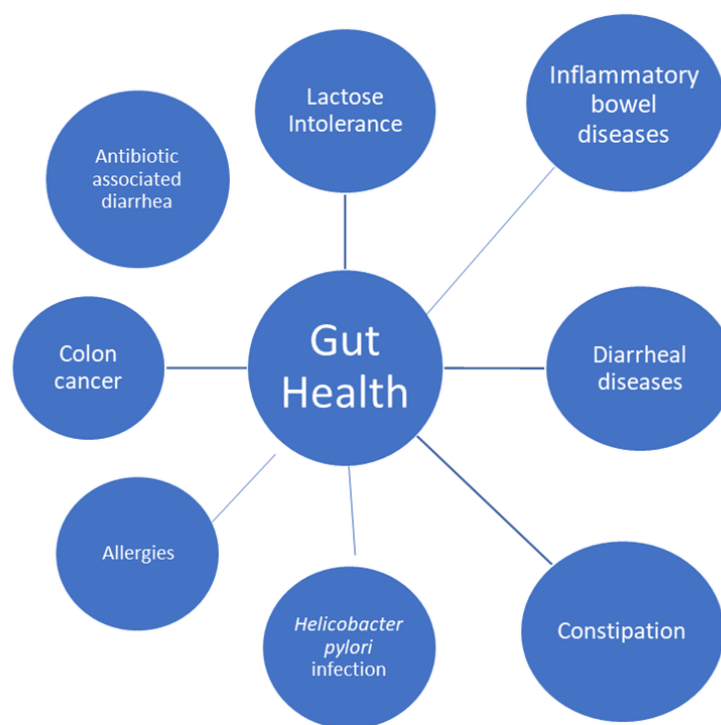 Lactose
Intolerance
Inflammatory
bowel
diseases
Antibiotic
associated
diarrhea
Gut
Health
Colon
cancer
Diarrheal
diseases
Allergies
Helicobacter
pylori
infection
Constipation